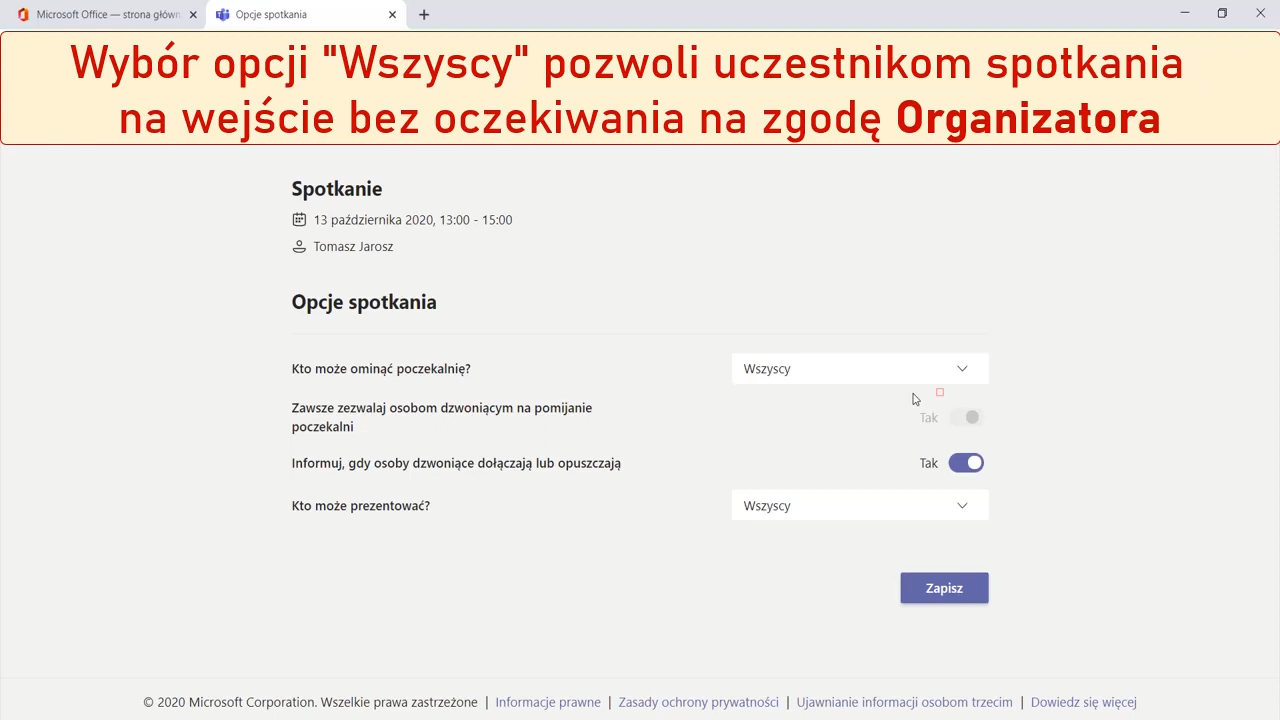 Microsoft Office — strona główn
Opcje spotkania
Wybór opcji "Wszyscy" pozwoli uczestnikom spotkania
na wejście bez oczekiwania na zgodę Organizatora
Spotkanie
13 października 2020, 13:00 - 15:00
Tomasz Jarosz
Opcje spotkania
Kto może ominąć poczekalnię?
Wszyscy
Zawsze zezwalaj osobom dzwoniącym na pomijanie
poczekalni
Tak
Informuj, gdy osoby dzwoniące dołączają lub opuszczają
Tak
Kto może prezentować?
Wszyscy
Zapisz
© 2020 Microsoft Corporation. Wszelkie prawa zastrzeżone | Informacje prawne | Zasady ochrony prywatności | Ujawnianie informacji osobom trzecim | Dowiedz się więcej